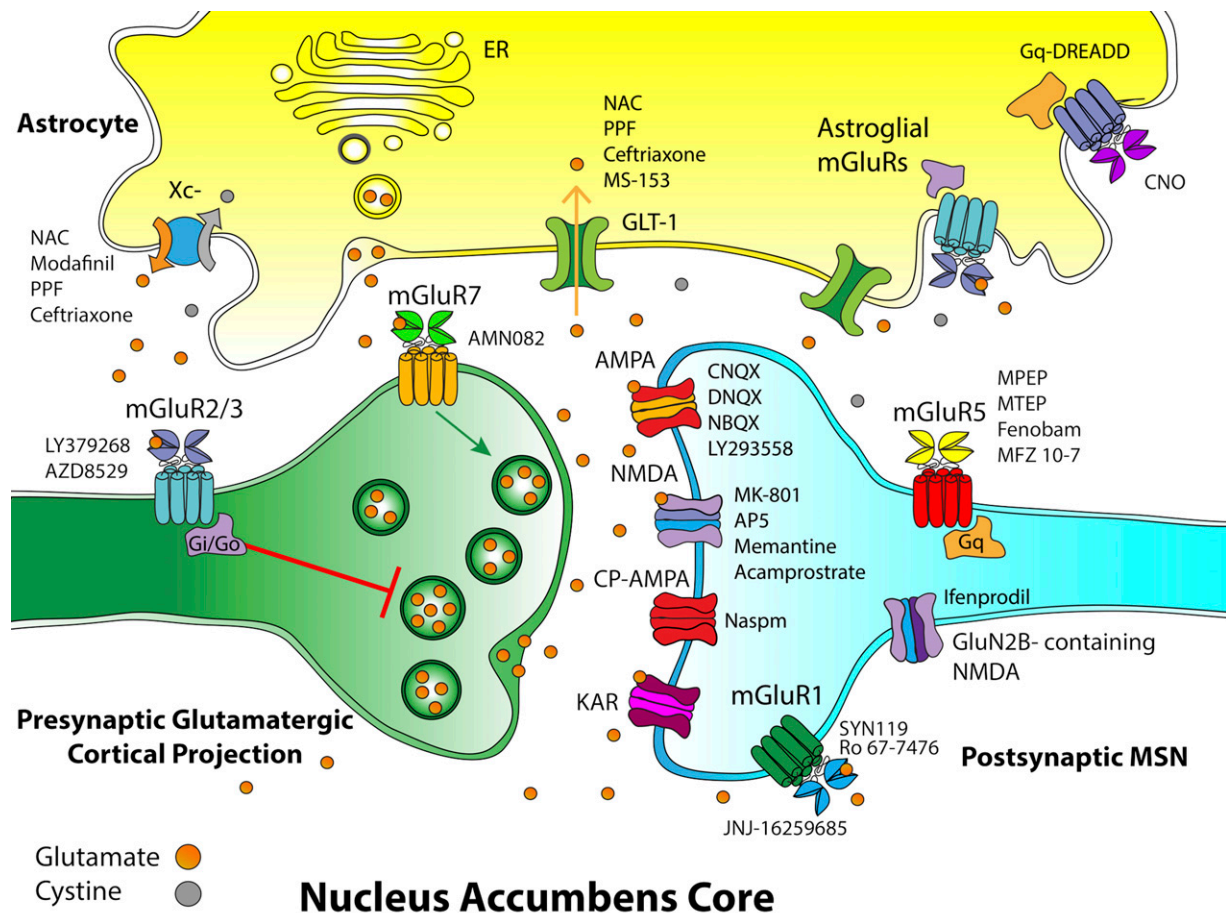 ER
Gq-DREADD
Astrocyte
NAC
PPF
Ceftriaxone
MS-153
Astroglial
mGluRs
CNO
Xc-
GLT-1
NAC
Modafinil
PPF
Ceftriaxone
mGluR7
AMN082
mGluR2/3
LY379268
AZD8529
Gi/Go
AMPA
CNQX
DNQX
NBQX
LY293558
NMDA
MK-801
AP5
Memantine
Acamprostrate
CP-AMPA
Naspm
KAR
mGluR5
MPEP
MTEP
Fenobam
MFZ 10-7
Gq
Ifenprodil
GluN2B- containing
NMDA
mGluR1
SYN119
Ro 67-7476
JNJ-16259685
Presynaptic Glutamatergic
Cortical Projection
Postsynaptic MSN
Glutamate
Cystine
Nucleus Accumbens Core